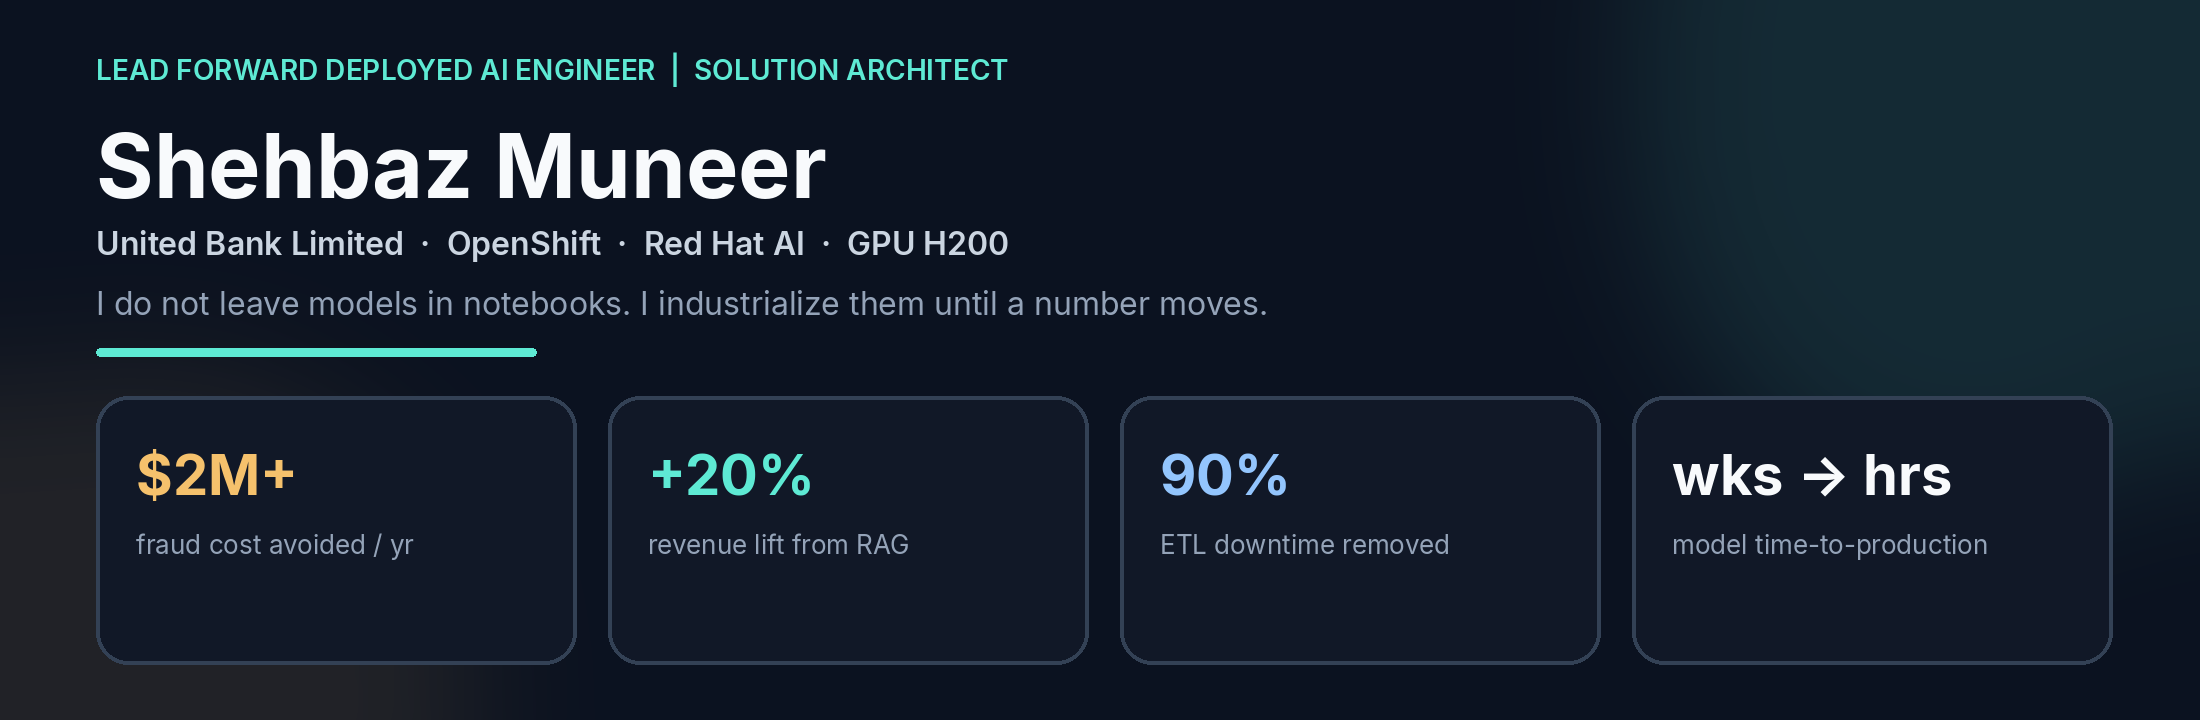 LEAD FORWARD DEPLOYED AI ENGINEER | SOLUTION ARCHITECT
Shehbaz Muneer
United Bank Limited · OpenShift · Red Hat AI · GPU H200
I do not leave models in notebooks. I industrialize them until a number moves.
$2M+
fraud cost avoided / yr
+20%
revenue lift from RAG
90%
ETL downtime removed
wks → hrs
model time-to-production